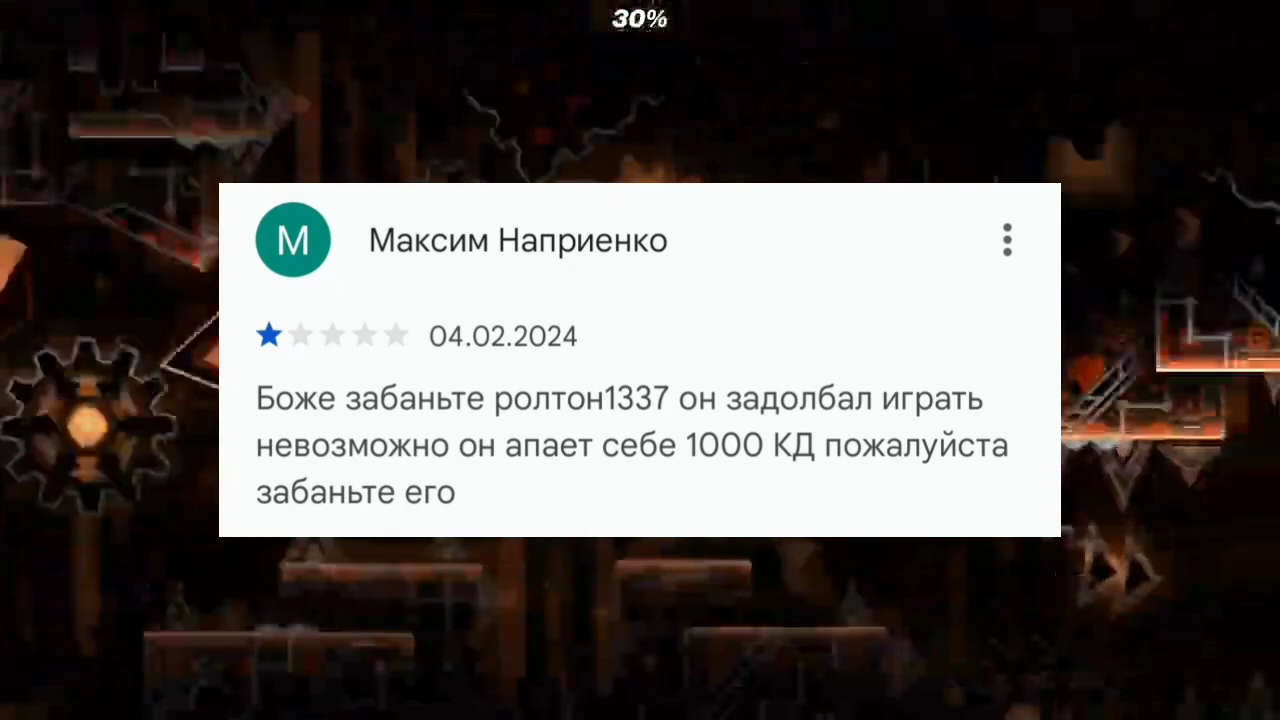 30%
М
Максим Наприенко
04.02.2024
Боже забаньте ролтон1337 он задолбал играть
невозможно он апает себе 1000 КД пожалуйста
забаньте его